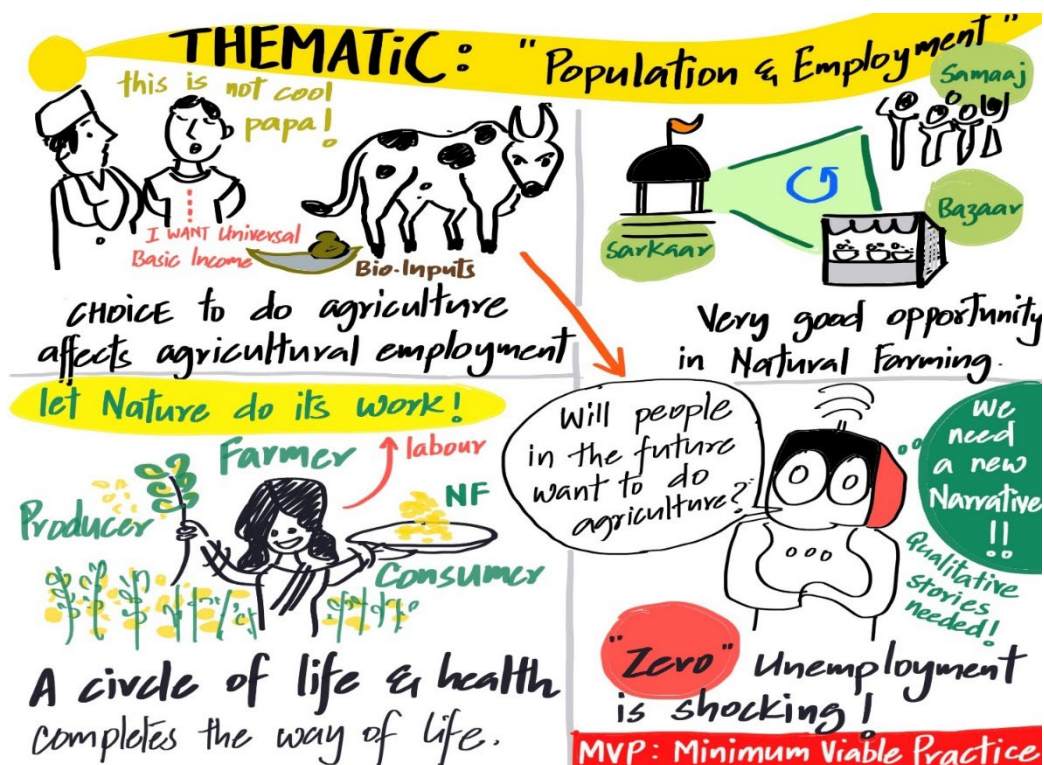 THEMATiC: "Population & Employment"
this is not cool
papa!
I WANT Universal
Basic Income
Bio-Inputs
CHOICE to do agriculture
affects agricultural employment
Samaaj
Sarkaar
Bazaar
Very good opportunity
in Natural Farming.
let Nature do its work!
Farmer
labour
NF
Producer
Consumer
A circle of life & health
completes the way of life.
Will people
in the future
want to do
agriculture?
We
need
a new
Narrative
!!
Qualitative
stories
needed!
"Zero" Unemployment
is shocking!
MVP: Minimum Viable Practice